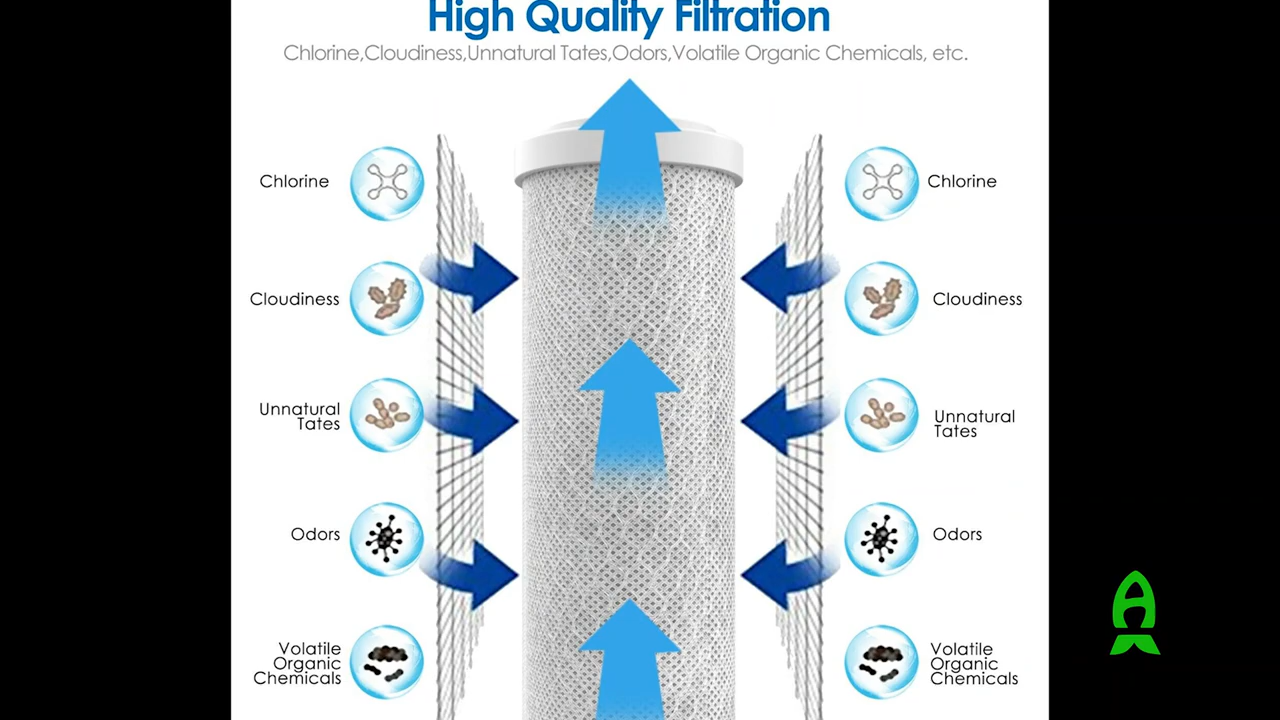 High Quality Filtration
Chlorine,Cloudiness,Unnatural Tates,Odors,Volatile Organic Chemicals, etc.
Chlorine
Chlorine
Cloudiness
Cloudiness
Unnatural
Tates
Unnatural
Tates
Odors
Odors
Volatile
Organic
Chemicals
Volatile
Organic
Chemicals